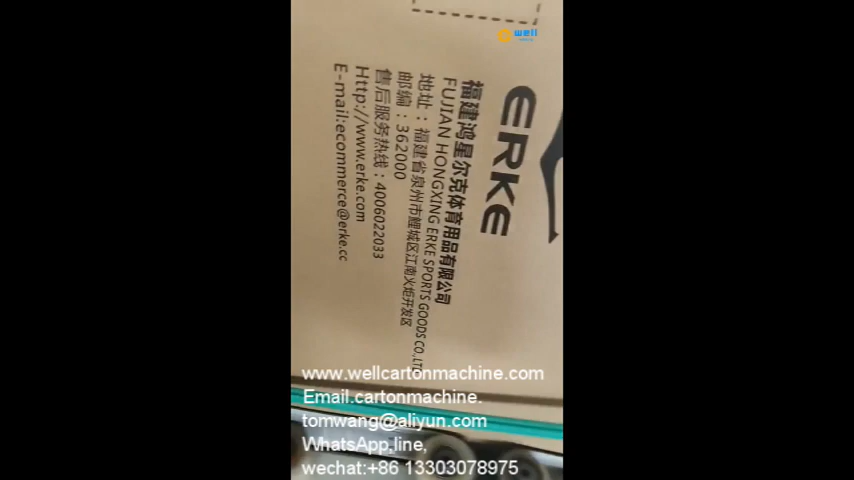 well
ERKE
福建鸿星尔克体育用品有限公司
FUJIAN HONGXING ERKE SPORTS GOODS CO.,LTD
地址：福建省泉州市鲤城区江南火炬开发区
邮编：362000
售后服务热线：4006022033
Http://www.erke.com
E-mail:ecommerce@erke.cc
www.wellcartonmachine.com
Email.cartonmachine.
tomwang@aliyun.com
WhatsApp,line,
wechat:+86 13303078975